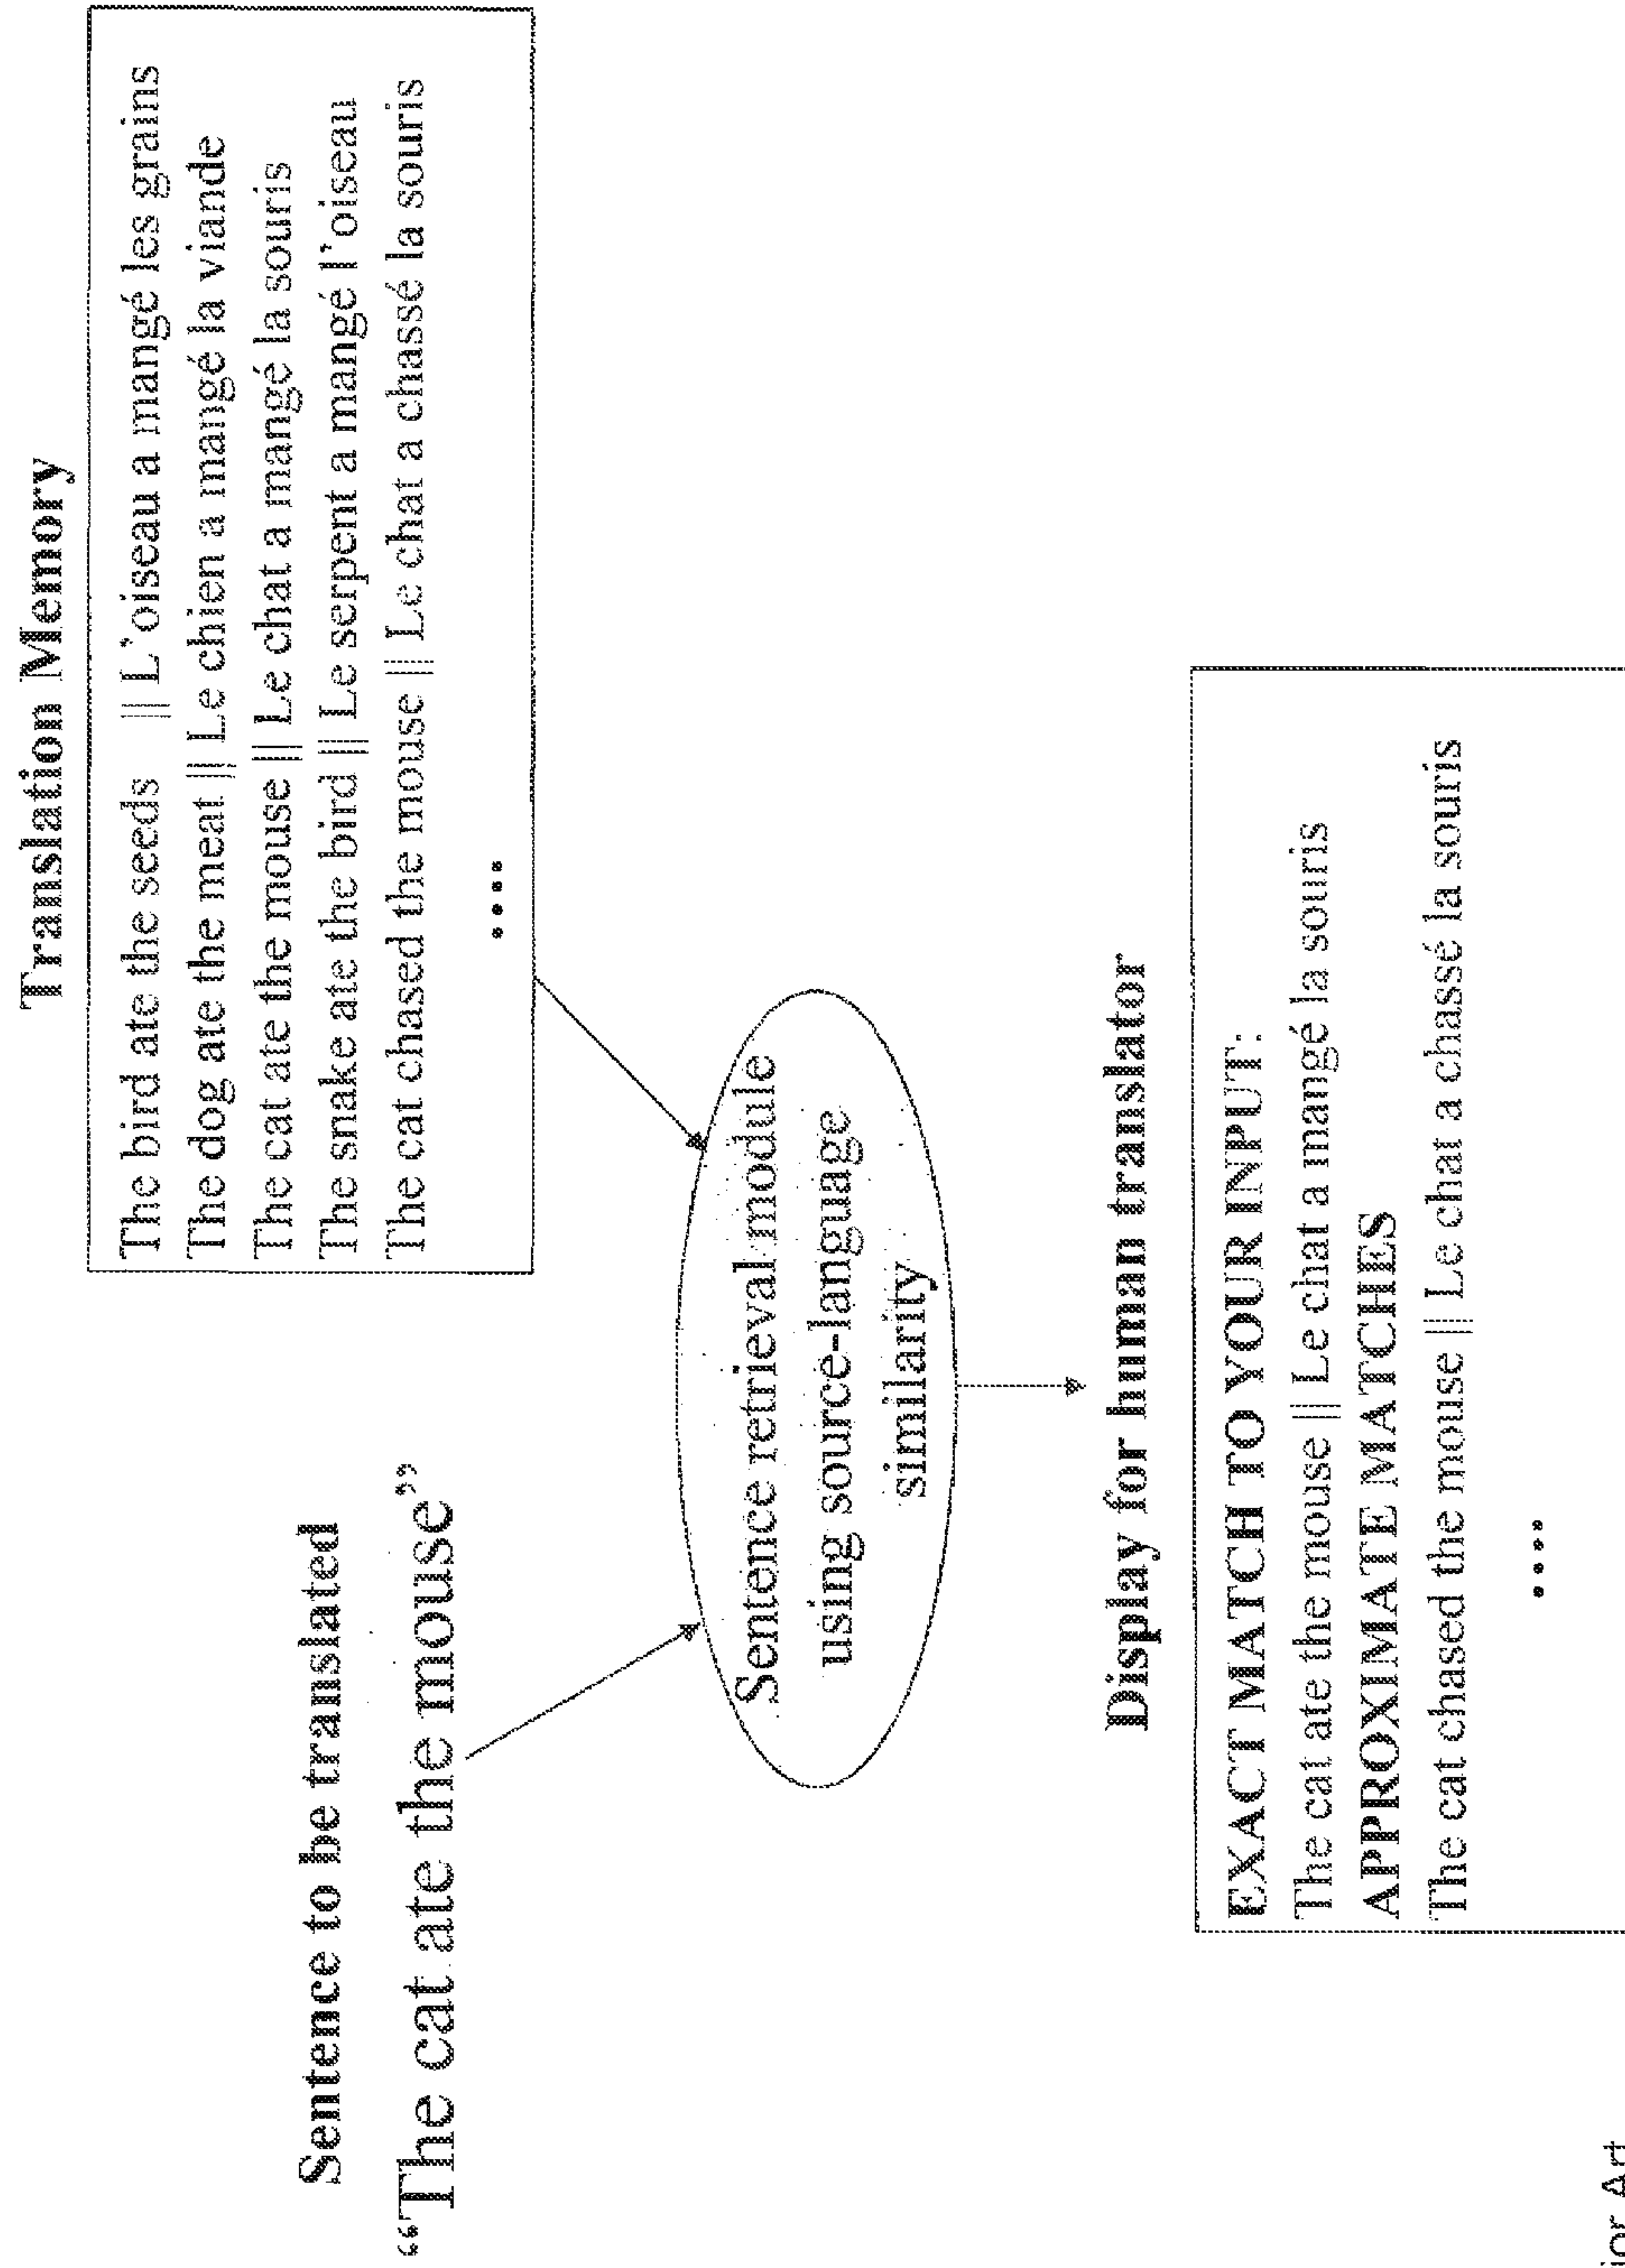 Translation Memory
The bird ate the seeds || L'oiseau a mangé les grains
The dog ate the meat || Le chien a mangé la viande
The cat ate the mouse || Le chat a mangé la souris
The snake ate the bird || Le serpent a mangé l'oiseau
The cat chased the mouse || Le chat a chassé la souris
....
Sentence to be translated
“The cat ate the mouse”
Sentence retrieval module
using source-language
similarity
Display for human translator
EXACT MATCH TO YOUR INPUT:
The cat ate the mouse || Le chat a mangé la souris
APPROXIMATE MATCHES
The cat chased the mouse || Le chat a chassé la souris
....
Art